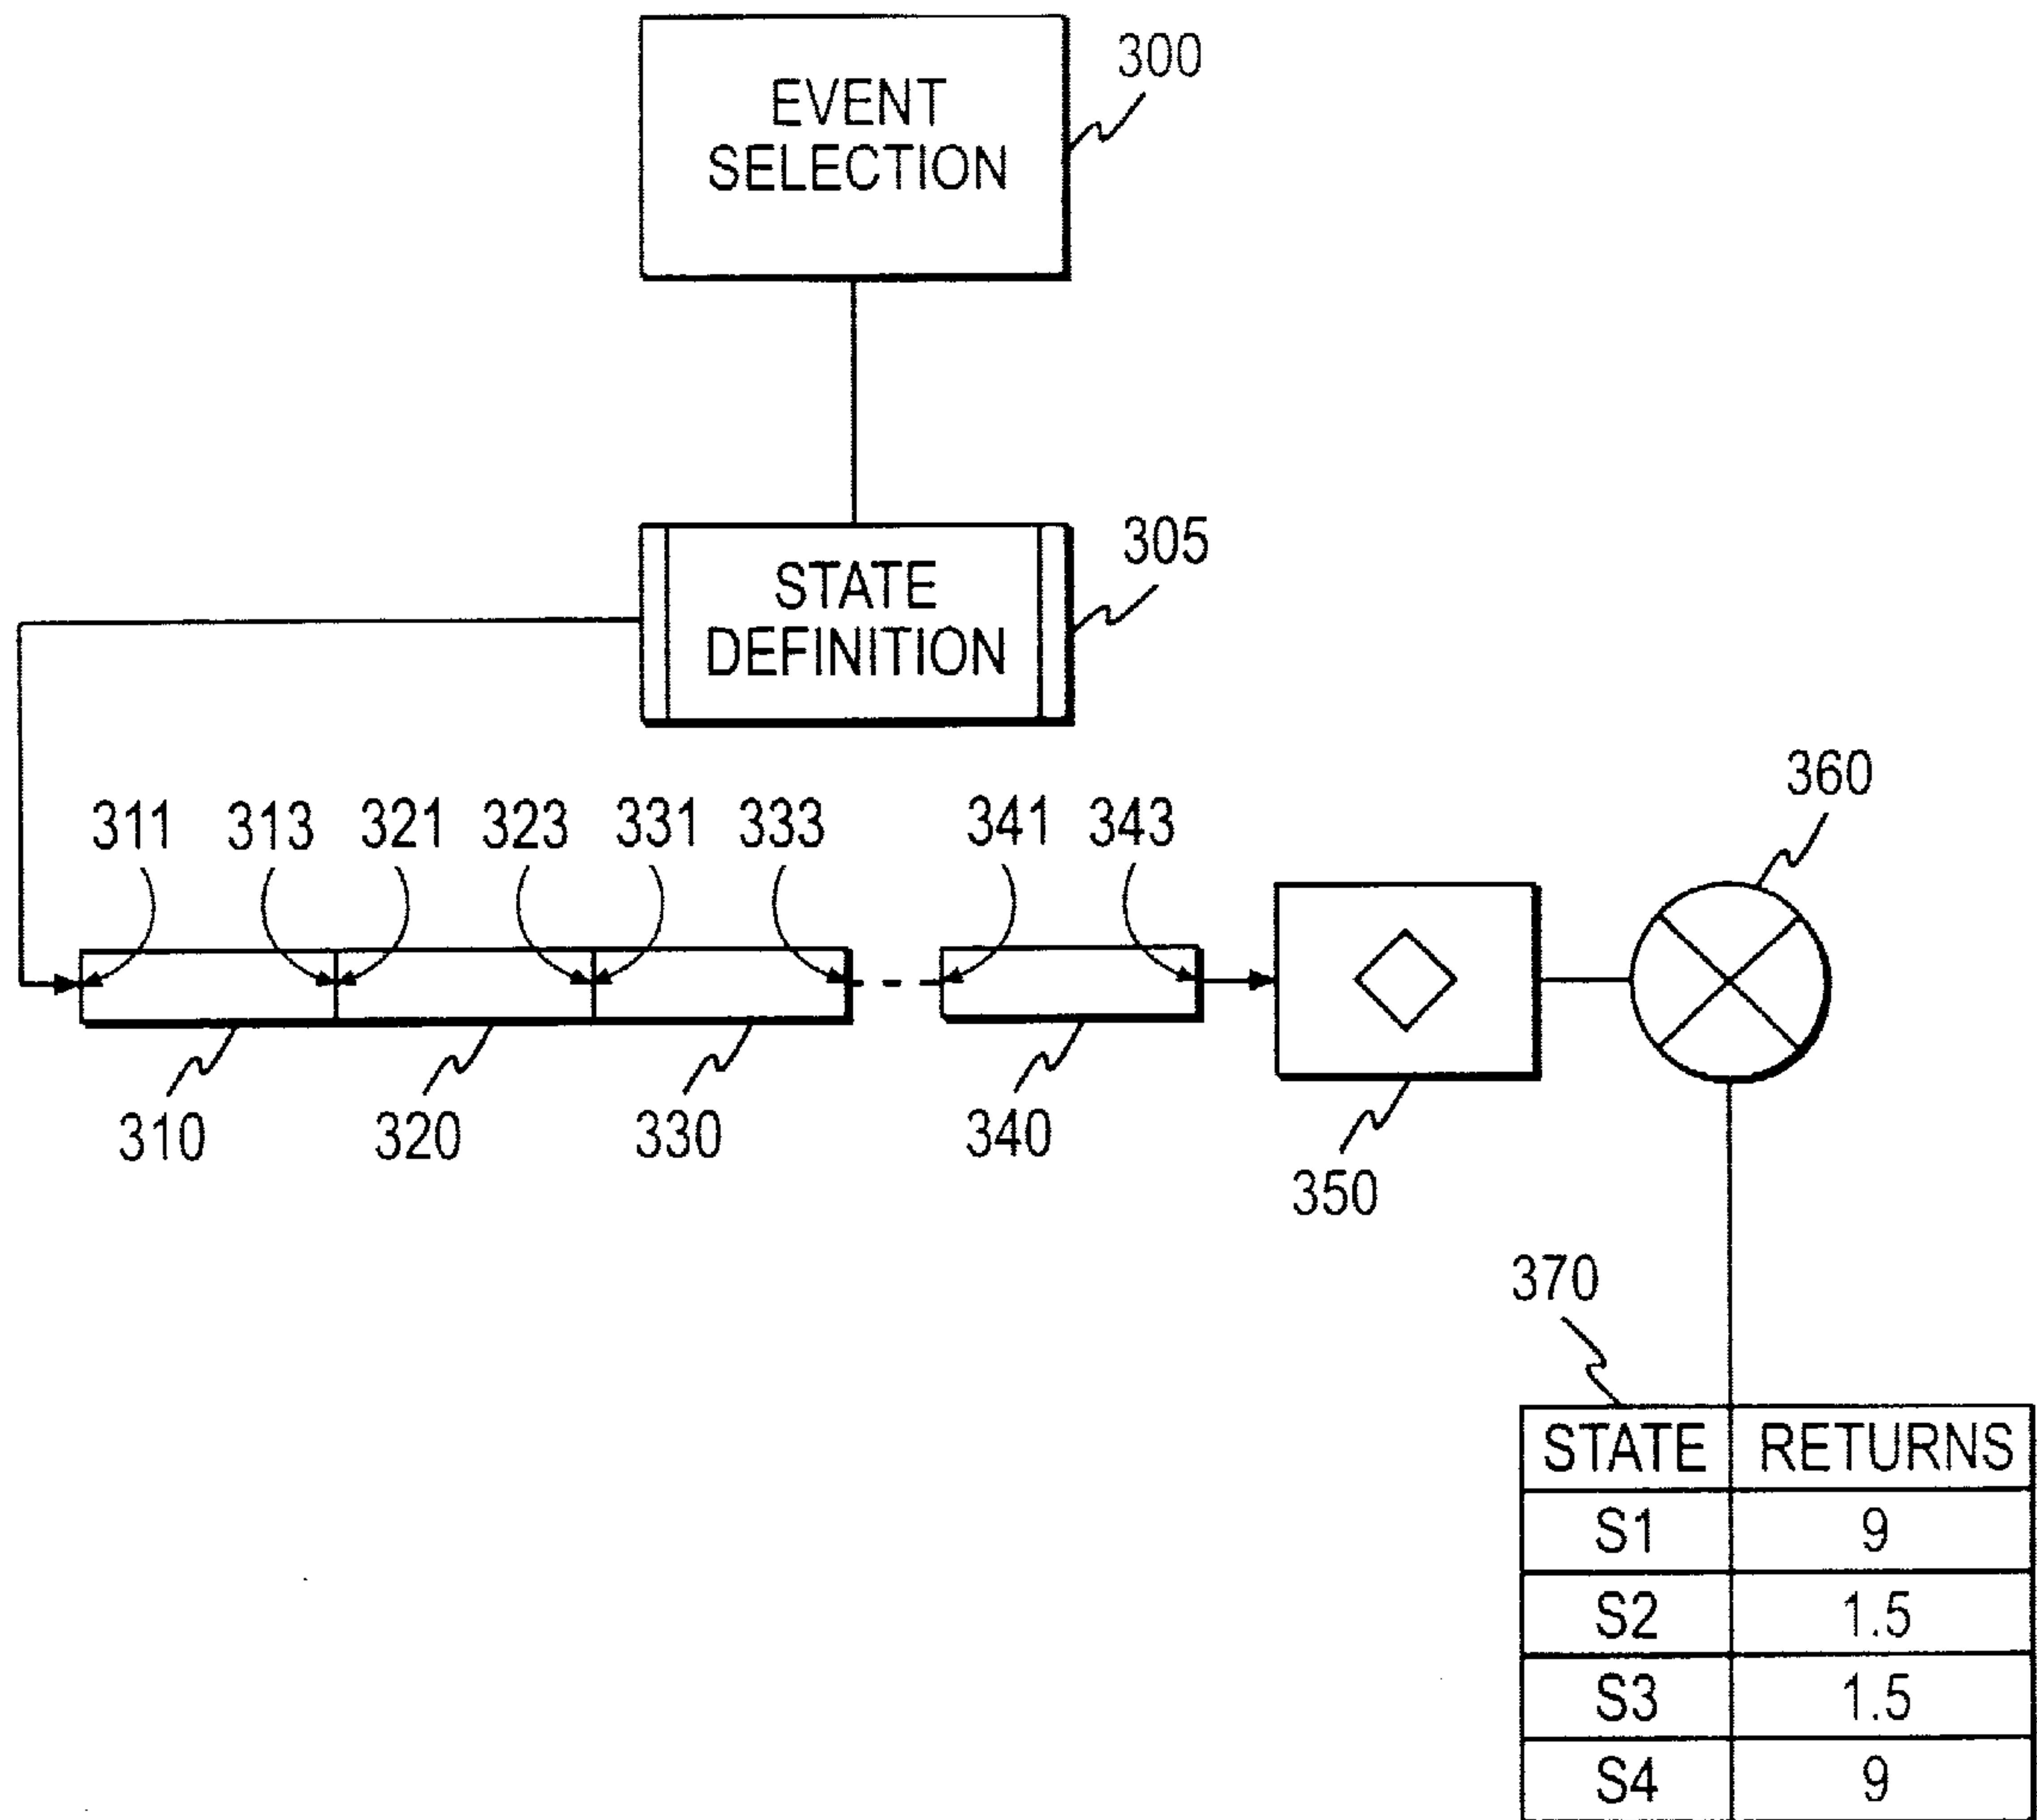 EVENT
SELECTION
300
STATE
DEFINITION
305
360
311 313 321 323 331 333 341 343
310 320 330 340
350
370
STATE RETURNS
S1 9
S2 1.5
S3 1.5
S4 9